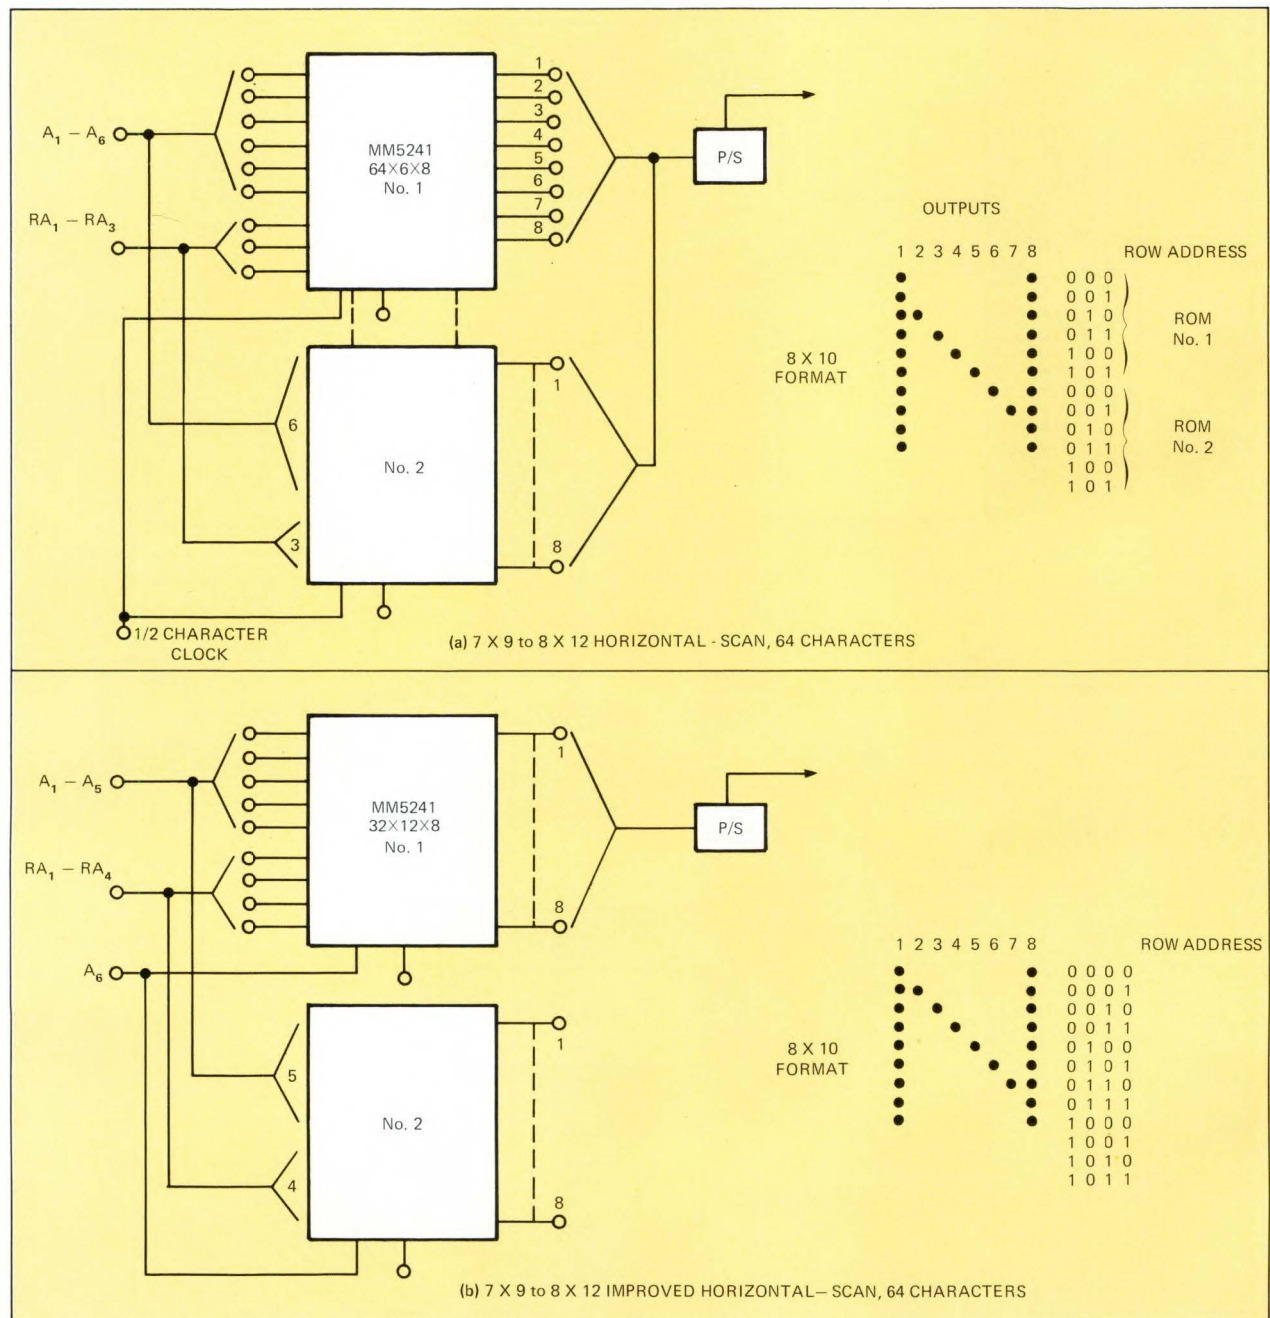 A₁ – A₆
RA₁ – RA₃
MM5241
64X6X8
No. 1
1
2
3
4
5
6
7
8
P/S
6
3
No. 2
1
8
1/2 CHARACTER
CLOCK
OUTPUTS
1 2 3 4 5 6 7 8 ROW ADDRESS
8 X 10
FORMAT
0 0 0
0 0 1
0 1 0
0 1 1
1 0 0
1 0 1
0 0 0
0 0 1
0 1 0
0 1 1
1 0 0
1 0 1
ROM
No. 1
ROM
No. 2
(a) 7 X 9 to 8 X 12 HORIZONTAL - SCAN, 64 CHARACTERS
A₁ – A₅
RA₁ – RA₄
A₆
MM5241
32X12X8
No. 1
1
8
P/S
5
4
No. 2
1
8
1 2 3 4 5 6 7 8 ROW ADDRESS
8 X 10
FORMAT
0 0 0 0
0 0 0 1
0 0 1 0
0 0 1 1
0 1 0 0
0 1 0 1
0 1 1 0
0 1 1 1
1 0 0 0
1 0 0 1
1 0 1 0
1 0 1 1
(b) 7 X 9 to 8 X 12 IMPROVED HORIZONTAL– SCAN, 64 CHARACTERS